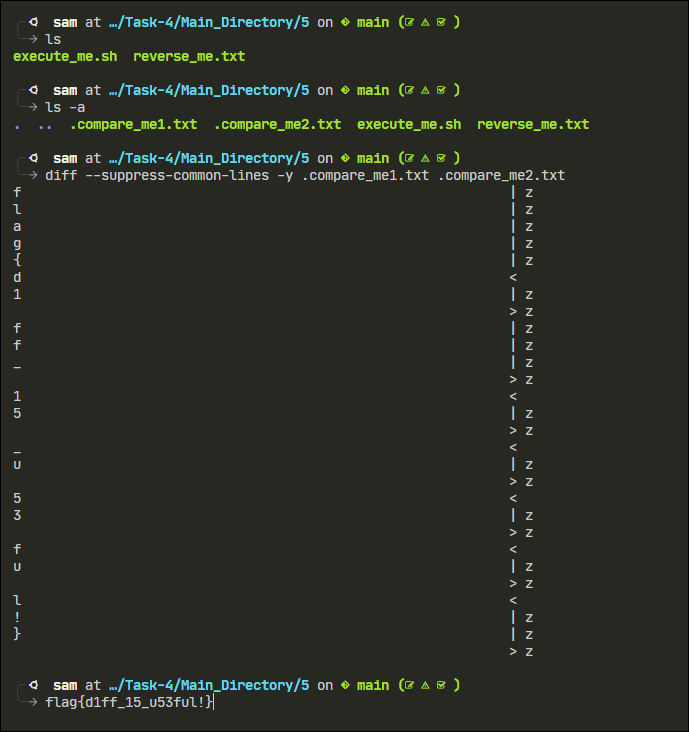 sam at …/Task-4/Main_Directory/5 on main ( )
→ ls
execute_me.sh  reverse_me.txt
sam at …/Task-4/Main_Directory/5 on main ( )
→ ls -a
.  ..  .compare_me1.txt  .compare_me2.txt  execute_me.sh  reverse_me.txt
sam at …/Task-4/Main_Directory/5 on main ( )
→ diff --suppress-common-lines -y .compare_me1.txt .compare_me2.txt
f | z
l | z
a | z
g | z
{ | z
d <
1 | z
> z
f | z
f | z
_ | z
> z
1 <
5 | z
> z
_ <
u | z
> z
5 <
3 | z
> z
f <
u | z
> z
l <
! | z
} | z
> z
sam at …/Task-4/Main_Directory/5 on main ( )
→ flag{d1ff_15_u53ful!}